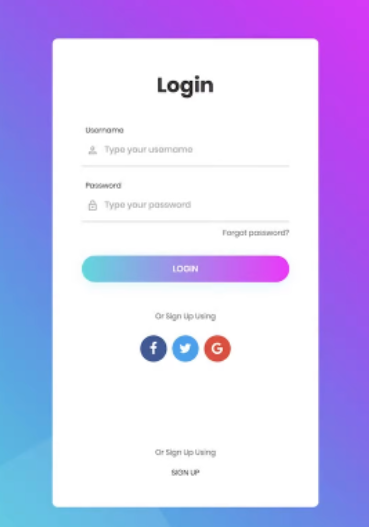 Login
Username
Type your username
Password
Type your password
Forgot password?
LOGIN
Or Sign Up Using
f
G
Or Sign Up Using
SIGN UP